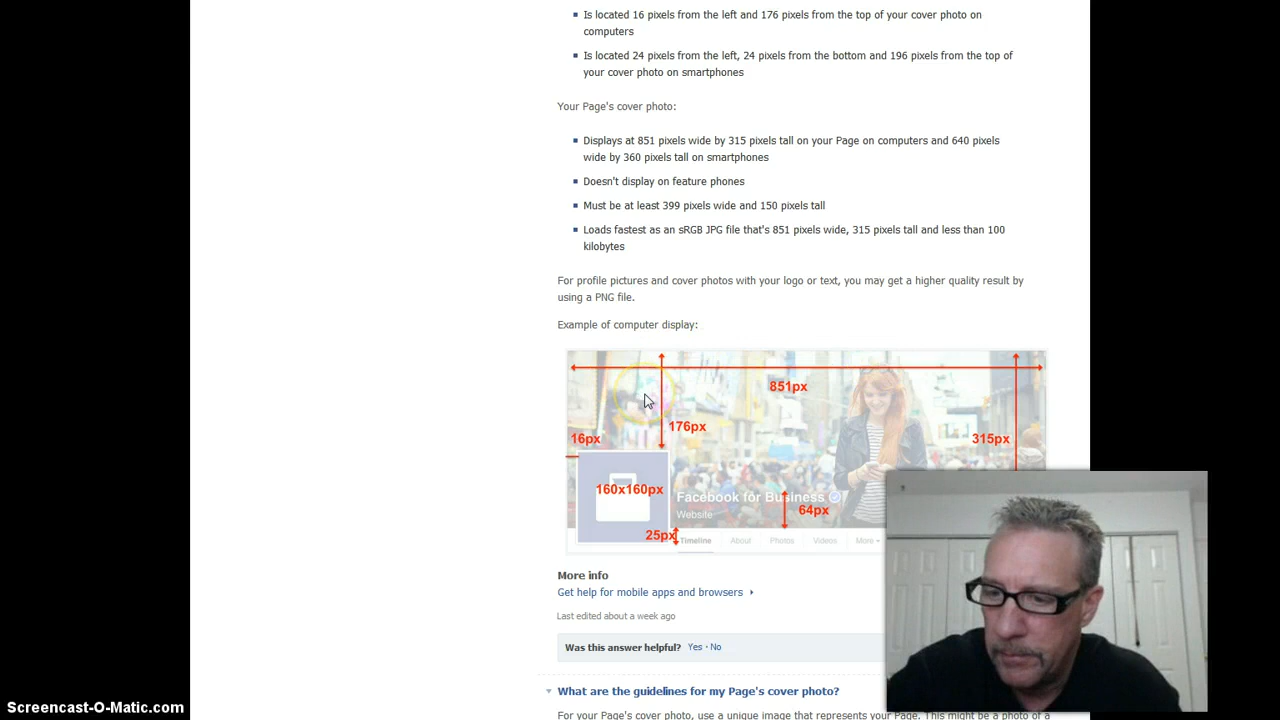 Is located 16 pixels from the left and 176 pixels from the top of your cover photo on
computers
Is located 24 pixels from the left, 24 pixels from the bottom and 196 pixels from the top of
your cover photo on smartphones
Your Page's cover photo:
Displays at 851 pixels wide by 315 pixels tall on your Page on computers and 640 pixels
wide by 360 pixels tall on smartphones
Doesn't display on feature phones
Must be at least 399 pixels wide and 150 pixels tall
Loads fastest as an sRGB JPG file that's 851 pixels wide, 315 pixels tall and less than 100
kilobytes
For profile pictures and cover photos with your logo or text, you may get a higher quality result by
using a PNG file.
Example of computer display:
851px
176px
16px
315px
160x160px
Facebook for Business
Website
64px
25px
Timeline About Photos Videos More
More info
Get help for mobile apps and browsers
Last edited about a week ago
Was this answer helpful? Yes · No
What are the guidelines for my Page's cover photo?
For your Page's cover photo, use a unique image that represents your Page. This might be a photo of a
Screencast-O-Matic.com